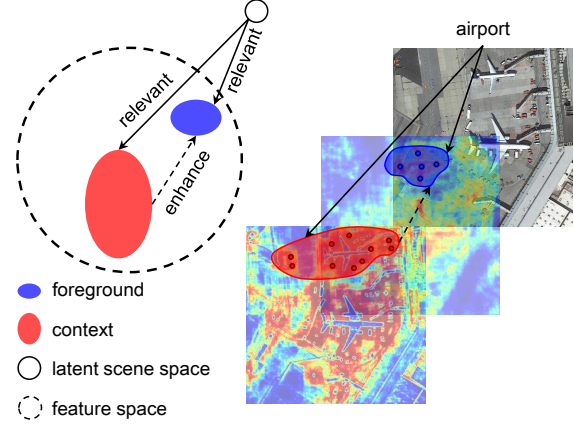 airport
relevant
relevant
enhance
foreground
context
latent scene space
feature space